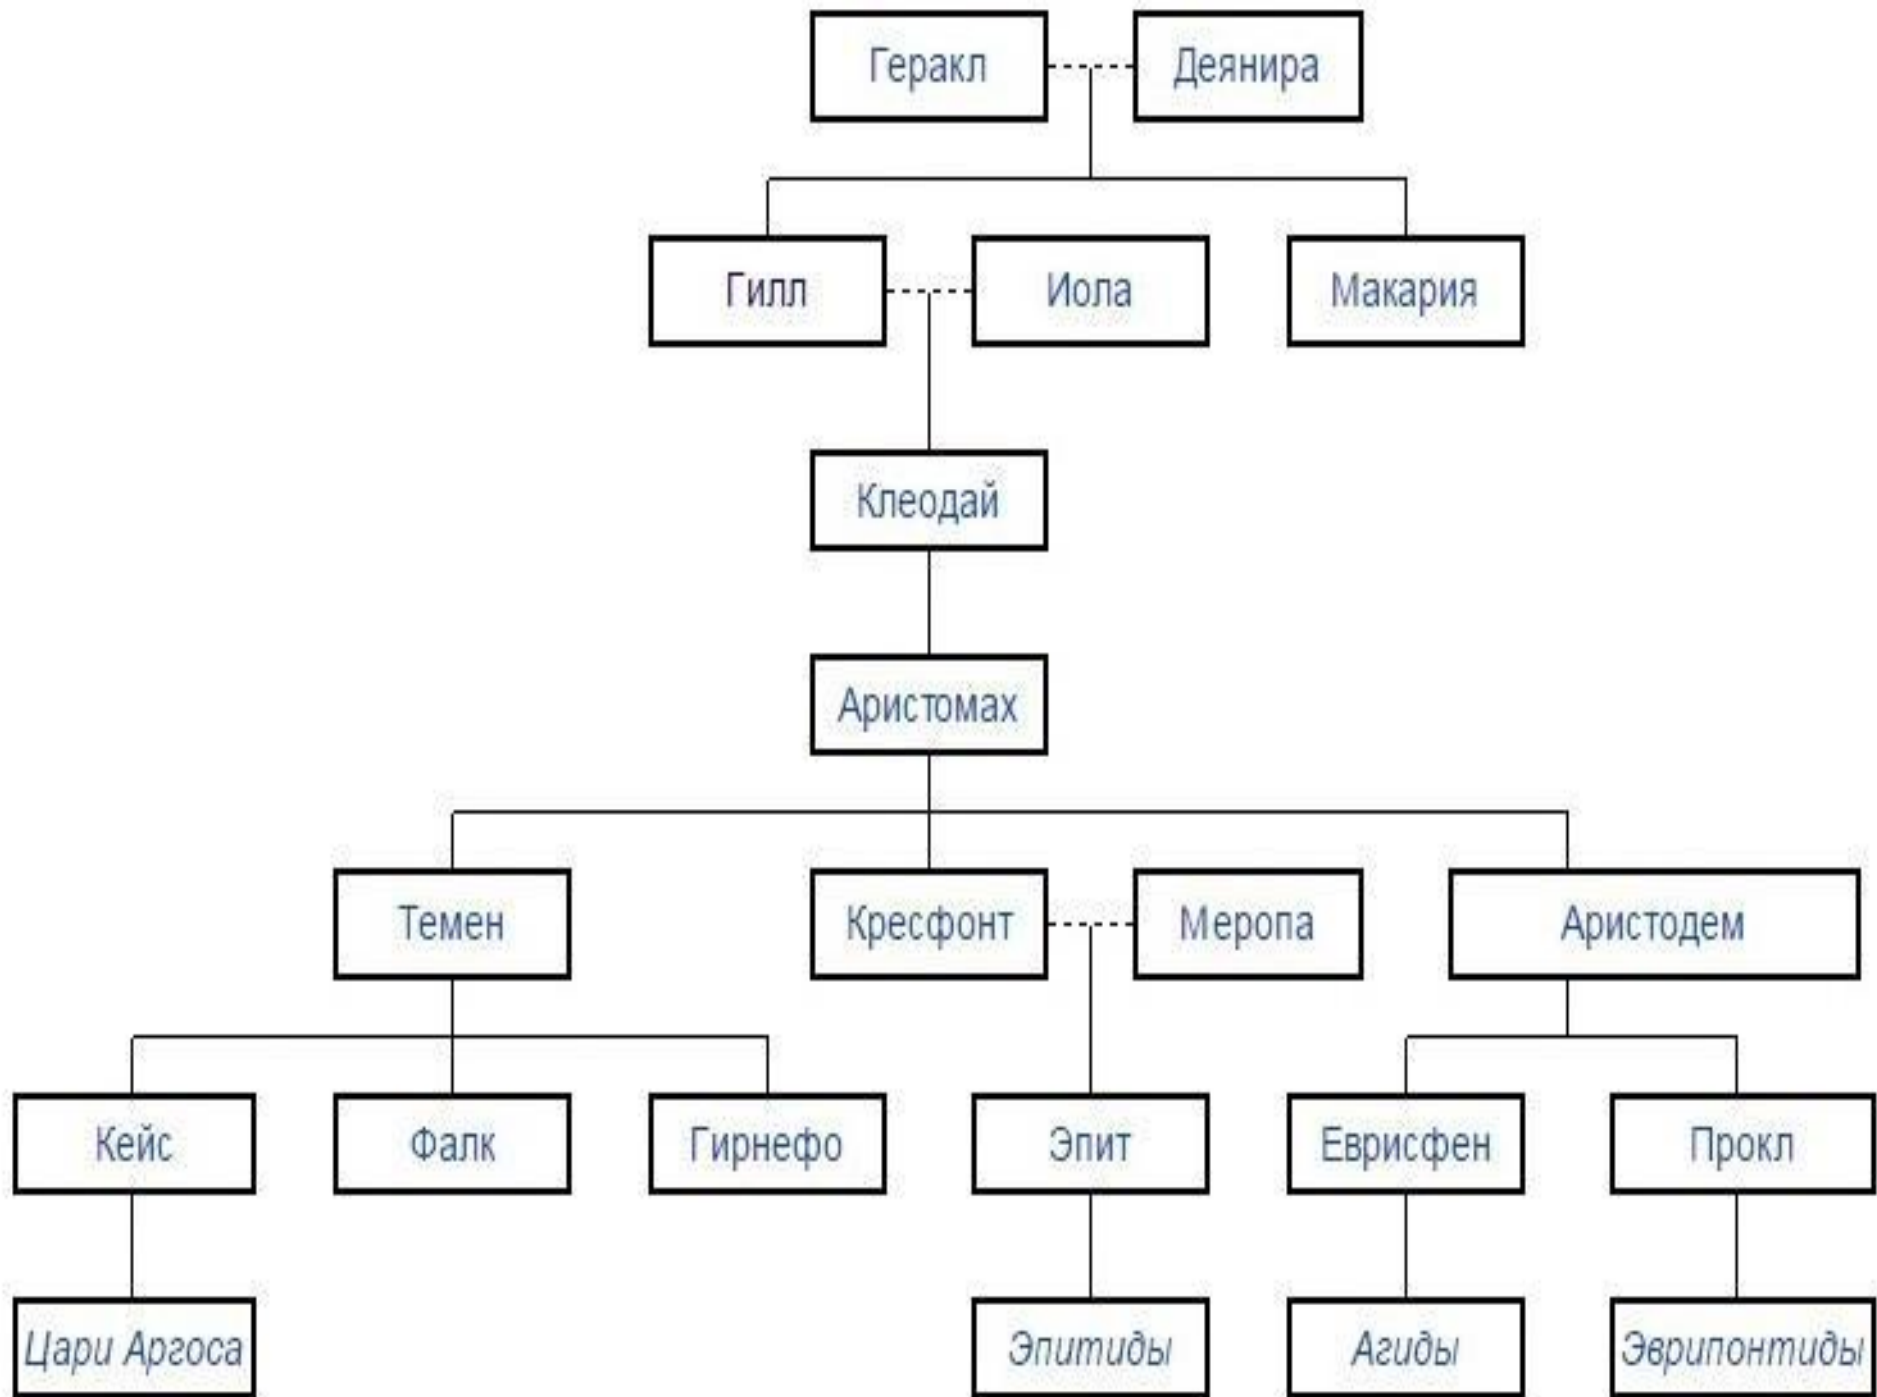 Геракл
Деянира
Гилл
Иола
Макария
Клеодай
Аристомах
Темен
Кресфонт
Меропа
Аристодем
Кейс
Фалк
Гирнефо
Эпит
Еврисфен
Прокл
Цари Аргоса
Эпитиды
Агиды
Эврипонтиды